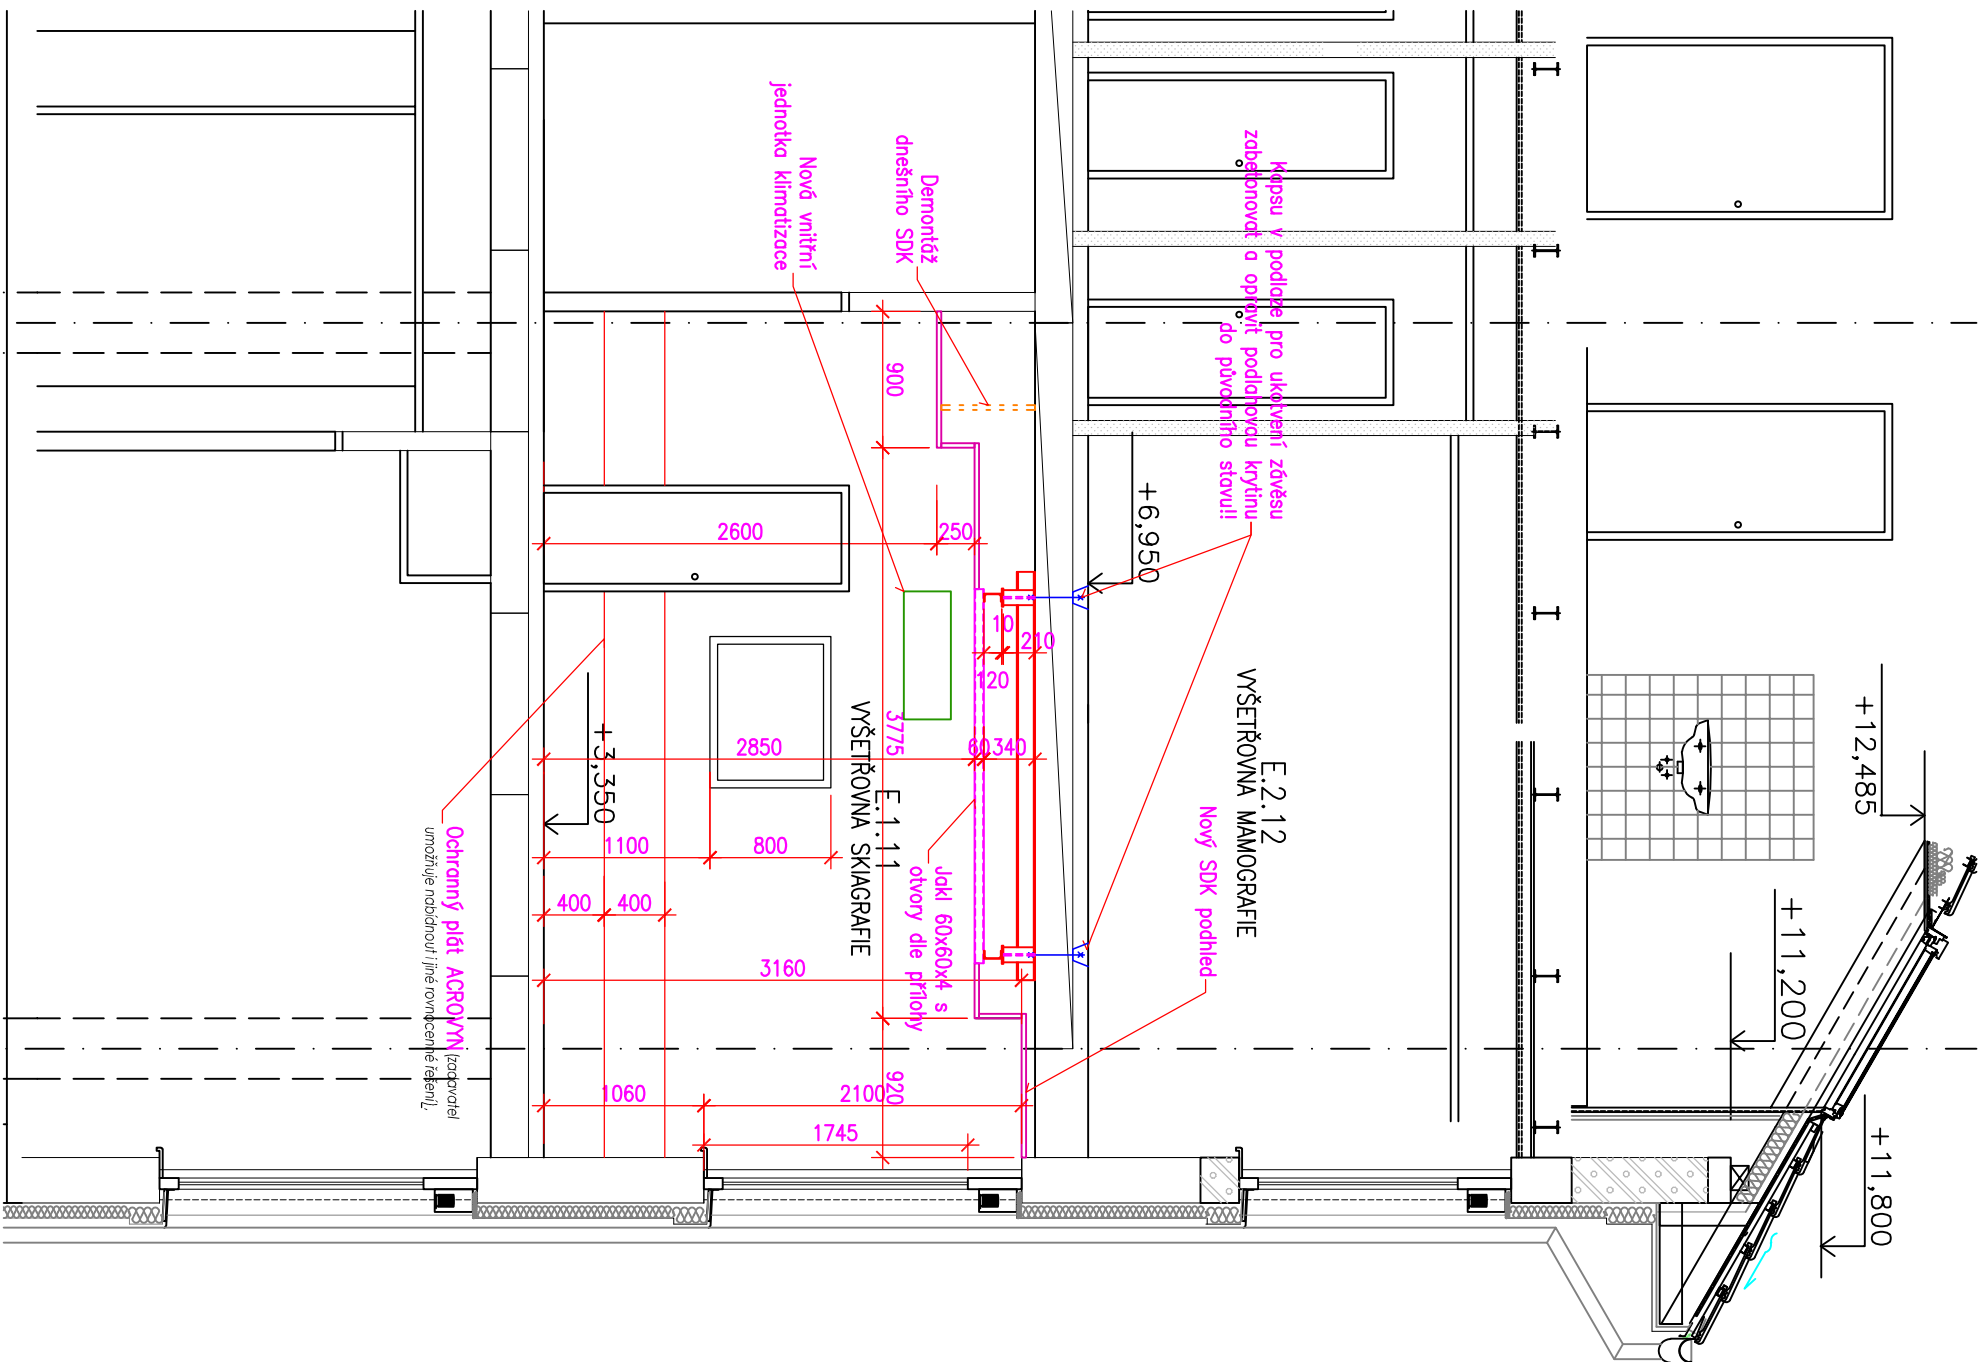 +12,485
+11,200
+11,800
Kapsu v podlaze pro ukotvení závěsu
zabetonovat a opravit podlahovou krytinu
do původního stavu!!
+6,950
E.2.12
VYŠETŘOVNA MAMOGRAFIE
Nový SDK podhled
Demontáž
dnešního SDK
Nová vnitřní
jednotka klimatizace
900
3775
920
250
2600
10
210
120
340
60
2850
E.1.11
VYŠETŘOVNA SKIAGRAFIE
Jakl 60x60x4 s
otvory dle přílohy
800
1100
400
400
3160
2100
1060
1745
+3,350
Ochranný plát ACROVYN (zadavatel
umožňuje nabídnout i jiné rovnocenné řešení).